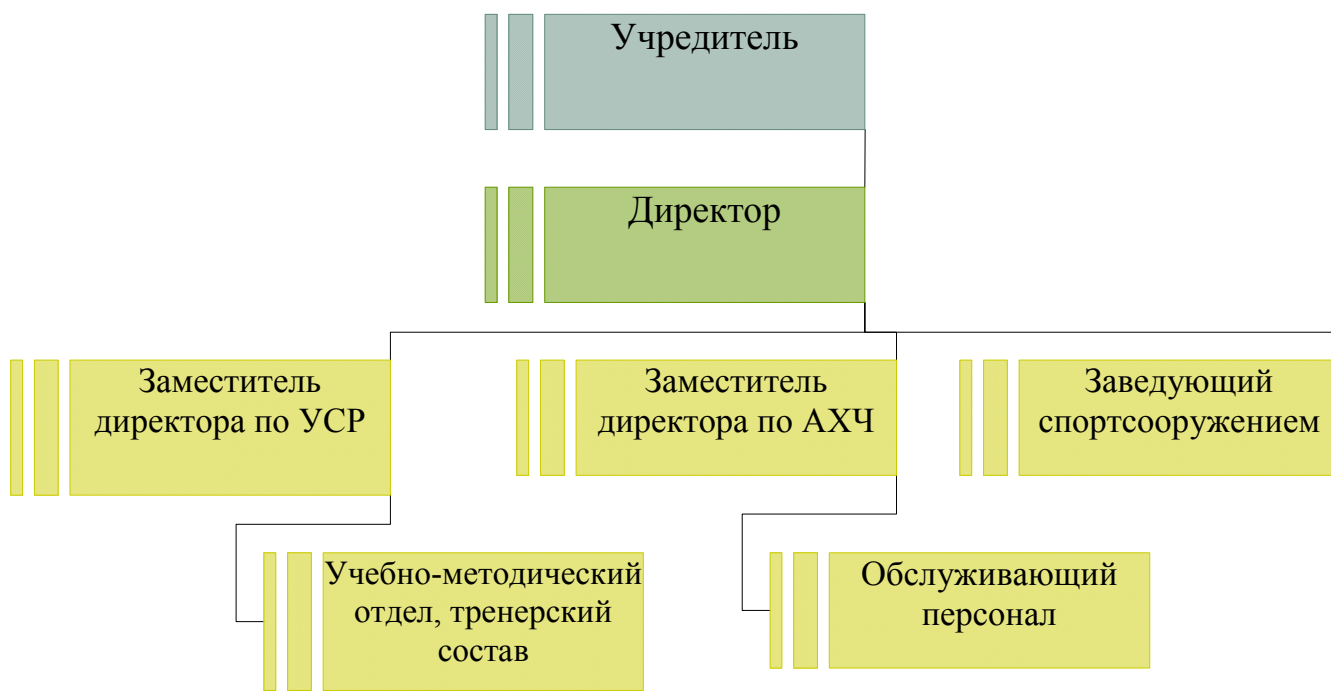 Учредитель
Директор
Заместитель
директора по УСР
Заместитель
директора по АХЧ
Заведующий
спортсооружением
Учебно-методический
отдел, тренерский
состав
Обслуживающий
персонал